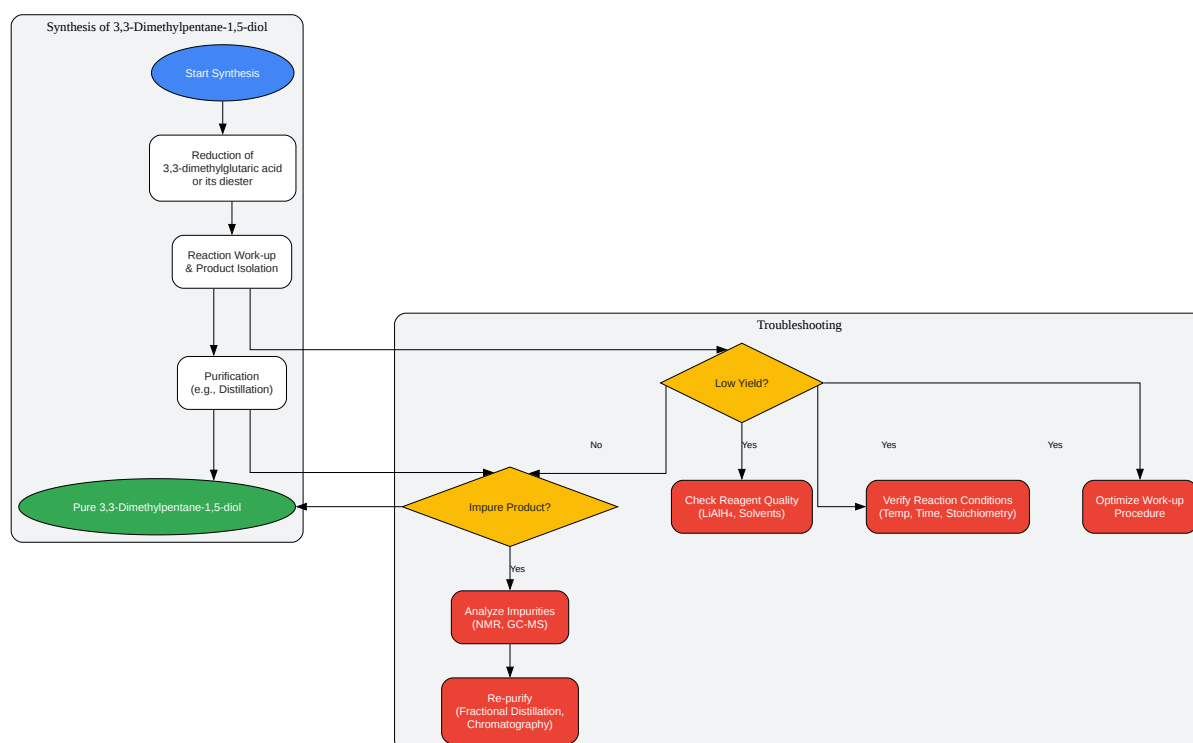 Synthesis of 3,3-Dimethylpentane-1,5-diol
Start Synthesis
Reduction of
3,3-dimethylglutaric acid
or its diester
Reaction Work-up
& Product Isolation
Purification
(e.g., Distillation)
Pure 3,3-Dimethylpentane-1,5-diol
Troubleshooting
Low Yield?
No
Yes
Yes
Yes
Impure Product?
Check Reagent Quality
(LiAlH₄, Solvents)
Verify Reaction Conditions
(Temp, Time, Stoichiometry)
Optimize Work-up
Procedure
Yes
Analyze Impurities
(NMR, GC-MS)
Re-purify
(Fractional Distillation,
Chromatography)